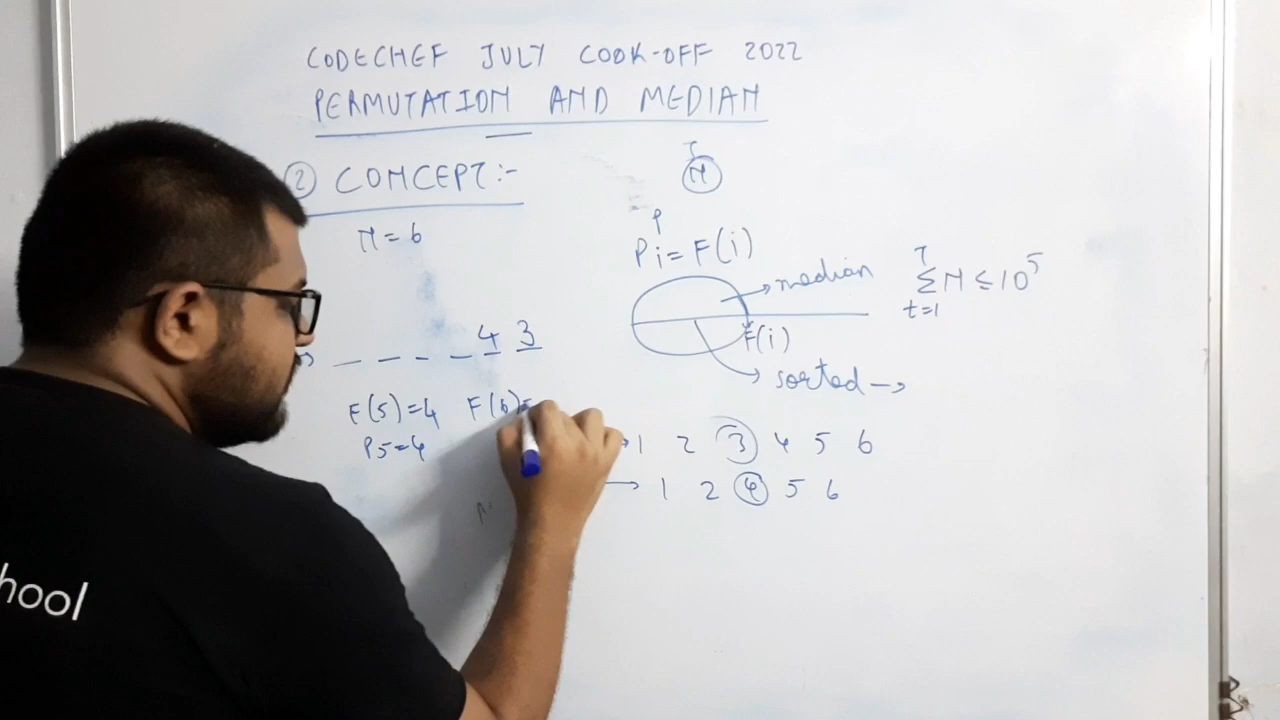 CODECHEF JULY COOK-OFF 2022
PERMUTATION AND MEDIAN
② CONCEPT:-
N = 6
T
N
P
Pi = F(i)
median
T
Σ N ≤ 10^5
t=1
F(i)
sorted →
_ _ _ _ 4 3
F(5)=4 F(6)=
P5=4
→ 1 2 3 4 5 6
→ 1 2 4 5 6
hool